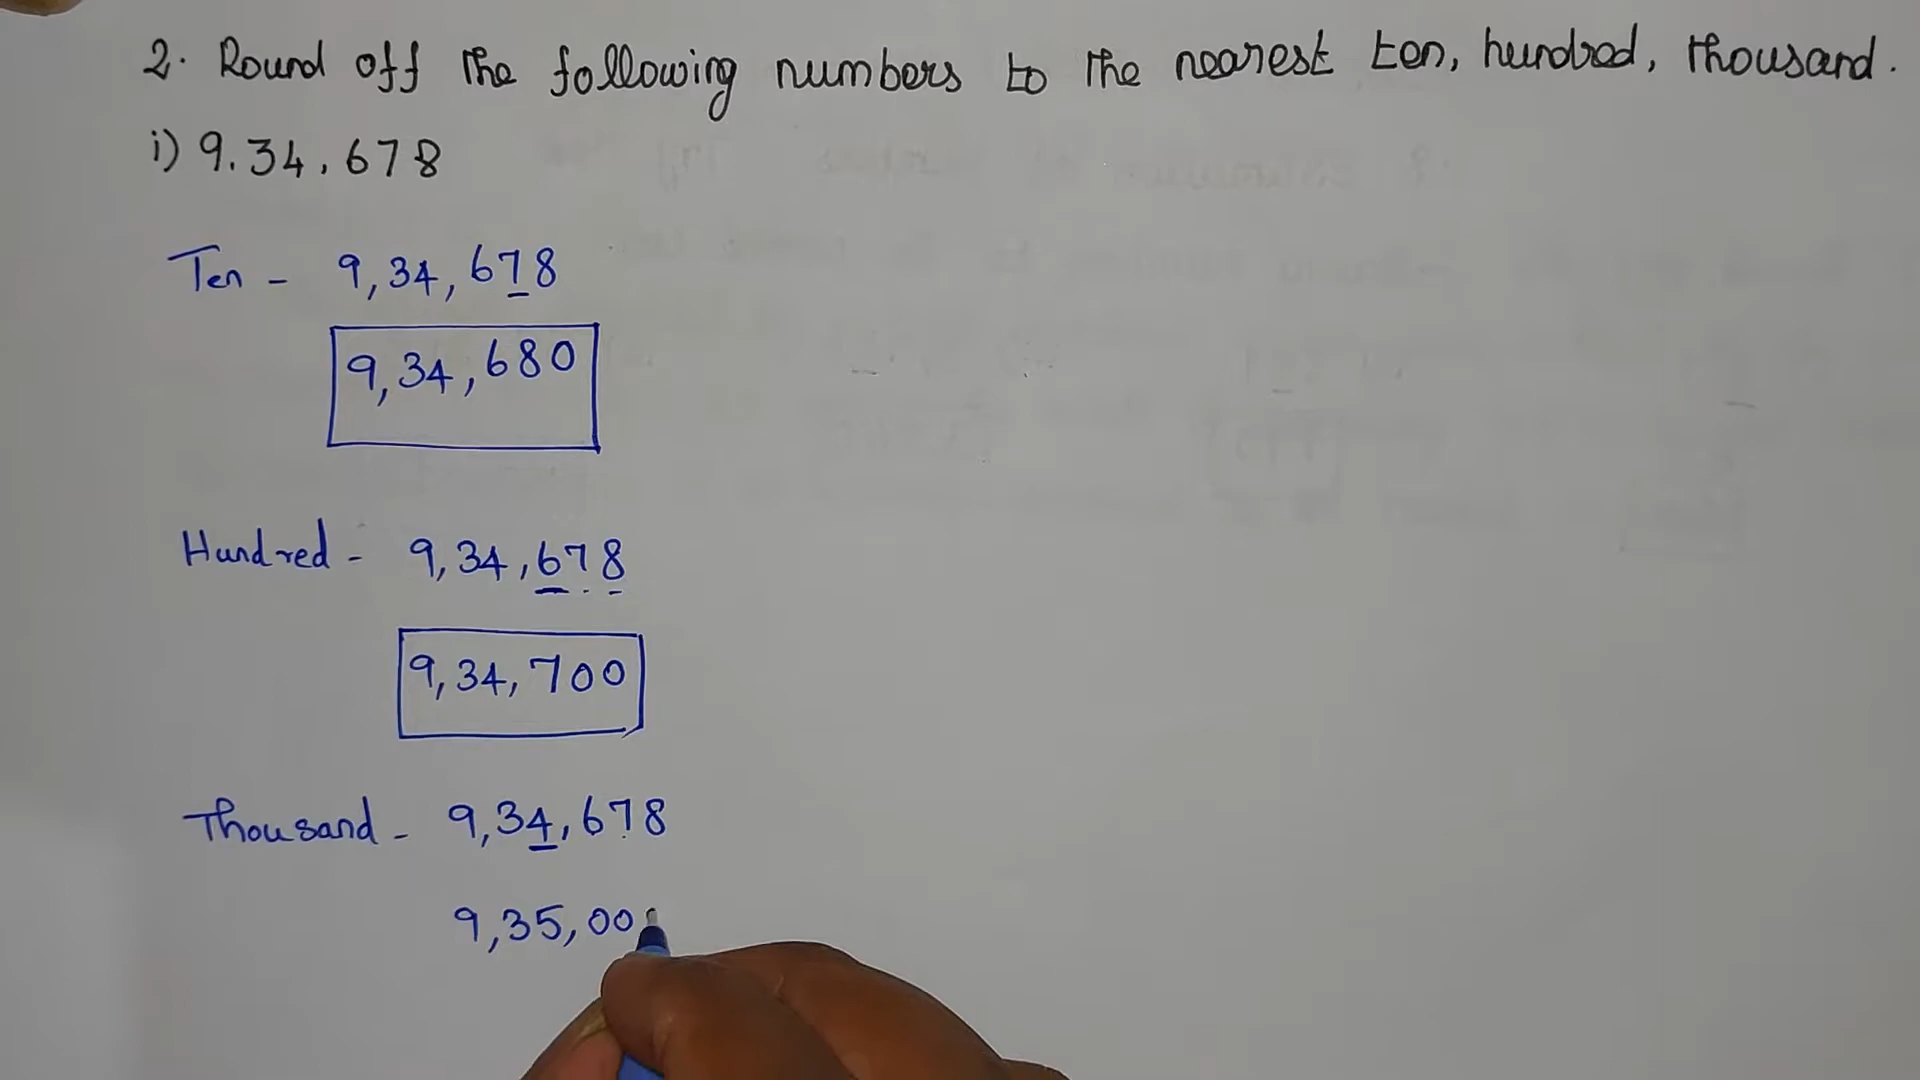 2. Round off the following numbers to the nearest ten, hundred, thousand.
i) 9.34,678
Ten - 9,34,678
9,34,680
Hundred - 9,34,678
9,34,700
Thousand - 9,34,678
9,35,00